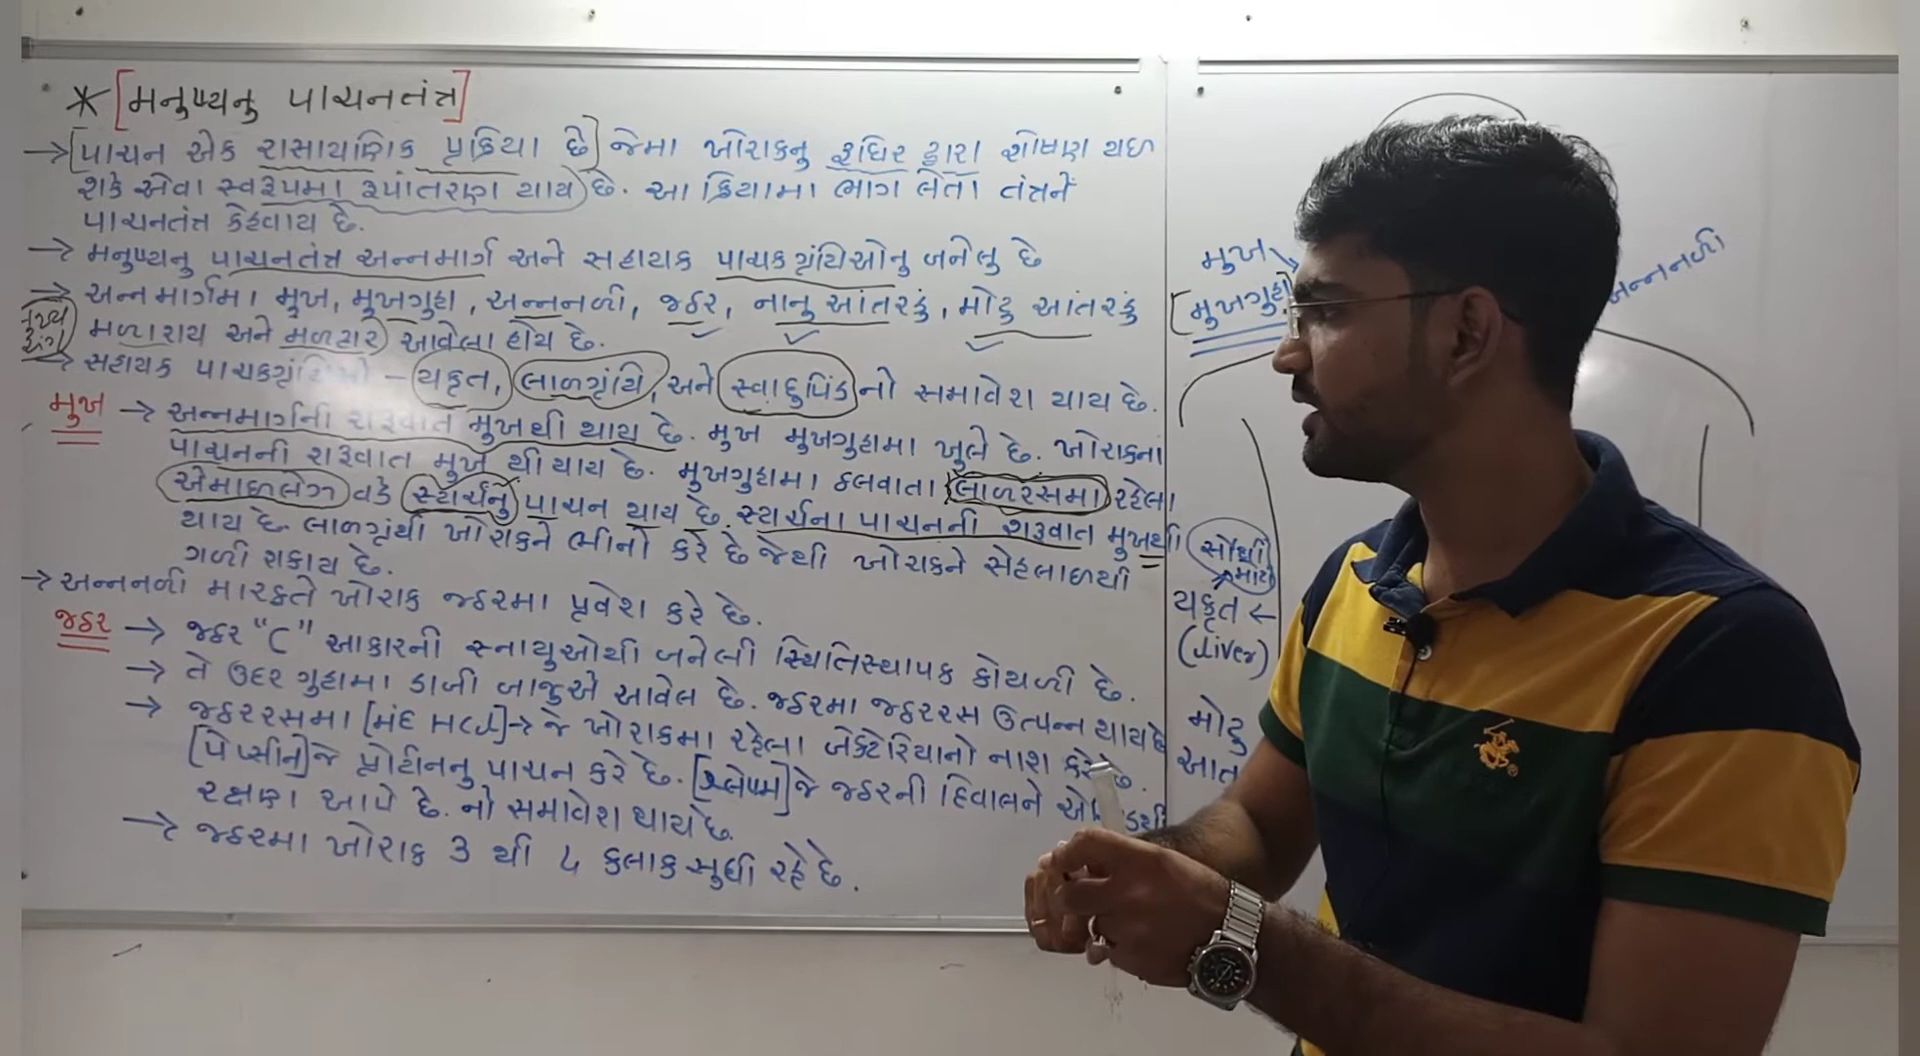 * [મનુષ્યનુ પાચનતંત્ર]
→ [પાચન એક રાસાયણિક પ્રક્રિયા છે] જેમા ખોરાકનુ રૂધિર દ્વારા શોષણ થઇ
શકે એવા સ્વરૂપમા રૂપાંતરણ થાય છે. આ ક્રિયામા ભાગ લેતા તંત્રને
પાચનતંત્ર કેહવાય છે.
→ મનુષ્યનુ પાચનતંત્ર અન્નમાર્ગ અને સહાયક પાચકગ્રંથિઓનુ બનેલુ છે
→ અન્નમાર્ગમા મુખ, મુખગુહા, અન્નનળી, જઠર, નાનુ આંતરડું, મોટુ આંતરડું
મુખ્ય અંગ
મળાશય અને મળદ્વાર આવેલા હોય છે.
→ સહાયક પાચકગ્રંથિઓ - યકૃત, લાળગ્રંથિ, અને સ્વાદુપિંડ નો સમાવેશ થાય છે.
મુખ → અન્નમાર્ગની શરૂવાત મુખથી થાય છે. મુખ મુખગુહામા ખુલે છે. ખોરાકના
પાચનની શરૂવાત મુખ થી થાય છે. મુખગુહામા ઠલવાતા લાળરસમા રહેલા
એમાઇલેઝ વડે સ્ટાર્ચનુ પાચન થાય છે. સ્ટાર્ચના પાચનની શરૂવાત મુખથી
થાય છે. લાળગ્રંથી ખોરાકને ભીનો કરે છે જેથી ખોરાકને સેહલાઇથી
ગળી શકાય છે.
→ અન્નનળી મારફતે ખોરાક જઠરમા પ્રવેશ કરે છે.
જઠર → જઠર "C" આકારની સ્નાયુઓથી બનેલી સ્થિતિસ્થાપક કોથળી છે.
→ તે ઉદર ગુહામા ડાબી બાજુએ આવેલ છે. જઠરમા જઠરરસ ઉત્પન્ન થાય છે
→ જઠરરસમા [મંદ HCl] → જે ખોરાકમા રહેલા બેક્ટેરિયાનો નાશ કરે છે.
[પેપ્સીન] જે પ્રોટીનનુ પાચન કરે છે. [શ્લેષ્મ] જે જઠરની દિવાલને
રક્ષણ આપે છે. નો સમાવેશ થાય છે.
→ જઠરમા ખોરાક 3 થી ૫ કલાક સુધી રહે છે.
મુખ
[મુખગુહા
અન્નનળી
સૌથી
મોટી
યકૃત ←
(Liver)
મોટુ